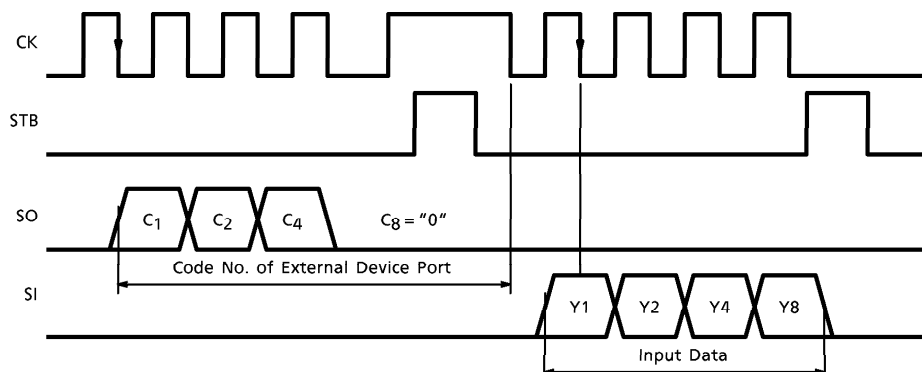 CK
STB
SO
C1 C2 C4 C8 = "0"
Code No. of External Device Port
SI
Y1 Y2 Y4 Y8
Input Data